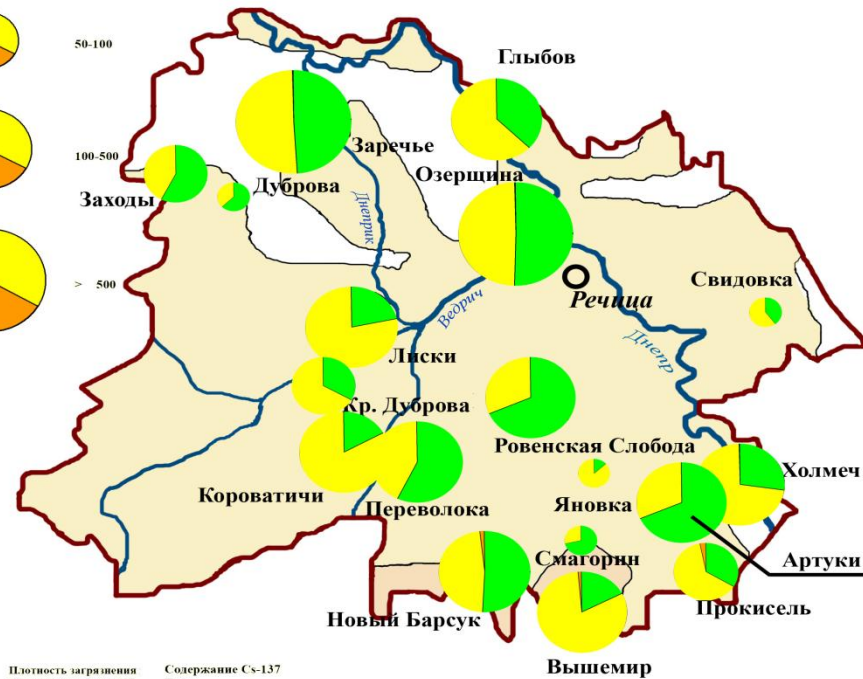 50-100
100-500
> 500
Глыбов
Заречье
Озерщина
Заходы
Дуброва
Днеприк
Свидовка
Ведрич
Речица
Днепр
Лиски
Кр. Дуброва
Ровенская Слобода
Холмеч
Короватичи
Переволока
Яновка
Смагорин
Артуки
Новый Барсук
Прокисель
Вышемир
Плотность загрязнения Содержание Cs-137